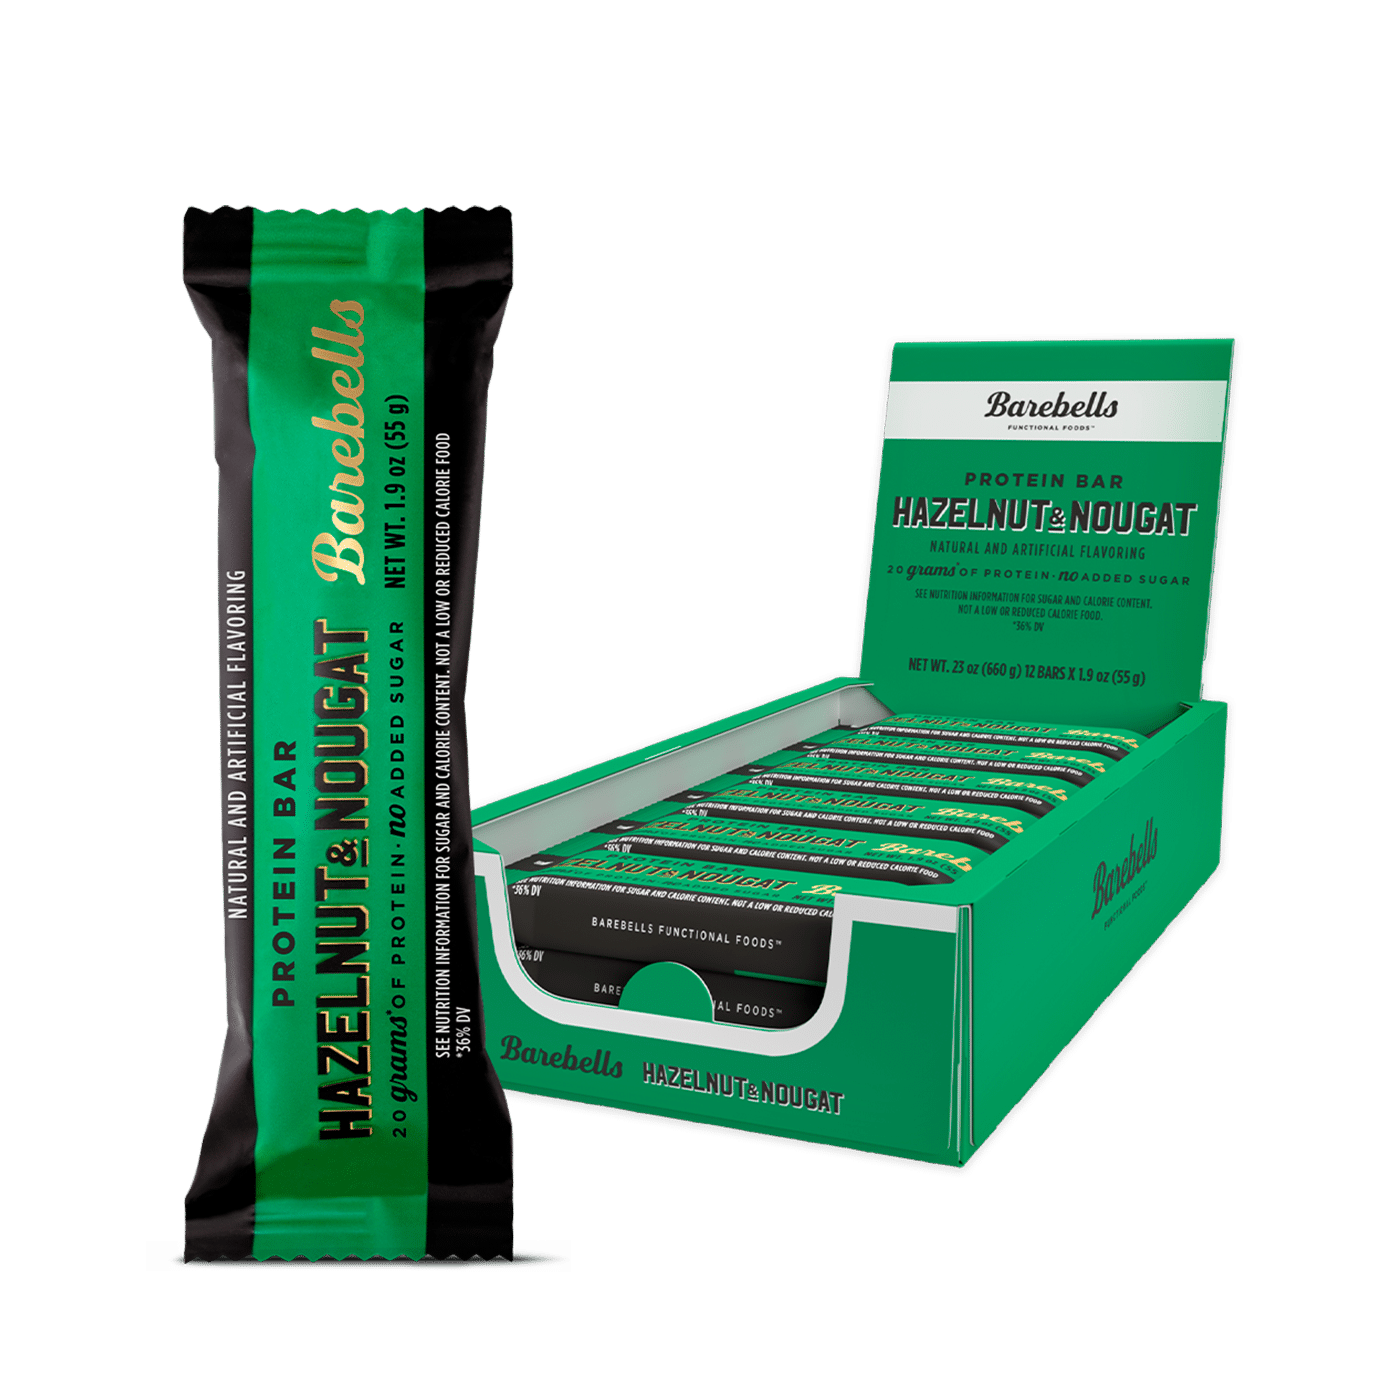 NATURAL AND ARTIFICIAL FLAVORING
PROTEIN BAR
HAZELNUT & NOUGAT Barebells
20 grams* OF PROTEIN · no ADDED SUGAR NET WT. 1.9 oz (55 g)
SEE NUTRITION INFORMATION FOR SUGAR AND CALORIE CONTENT. NOT A LOW OR REDUCED CALORIE FOOD
*36% DV
Barebells
FUNCTIONAL FOODS™
PROTEIN BAR
HAZELNUT & NOUGAT
NATURAL AND ARTIFICIAL FLAVORING
20 grams* OF PROTEIN · no ADDED SUGAR
SEE NUTRITION INFORMATION FOR SUGAR AND CALORIE CONTENT.
NOT A LOW OR REDUCED CALORIE FOOD.
*36% DV
NET WT. 23 oz (660 g) 12 BARS X 1.9 oz (55 g)
BAREBELLS FUNCTIONAL FOODS™
Barebells HAZELNUT & NOUGAT
Barebells
FUNCTIONAL FOODS™